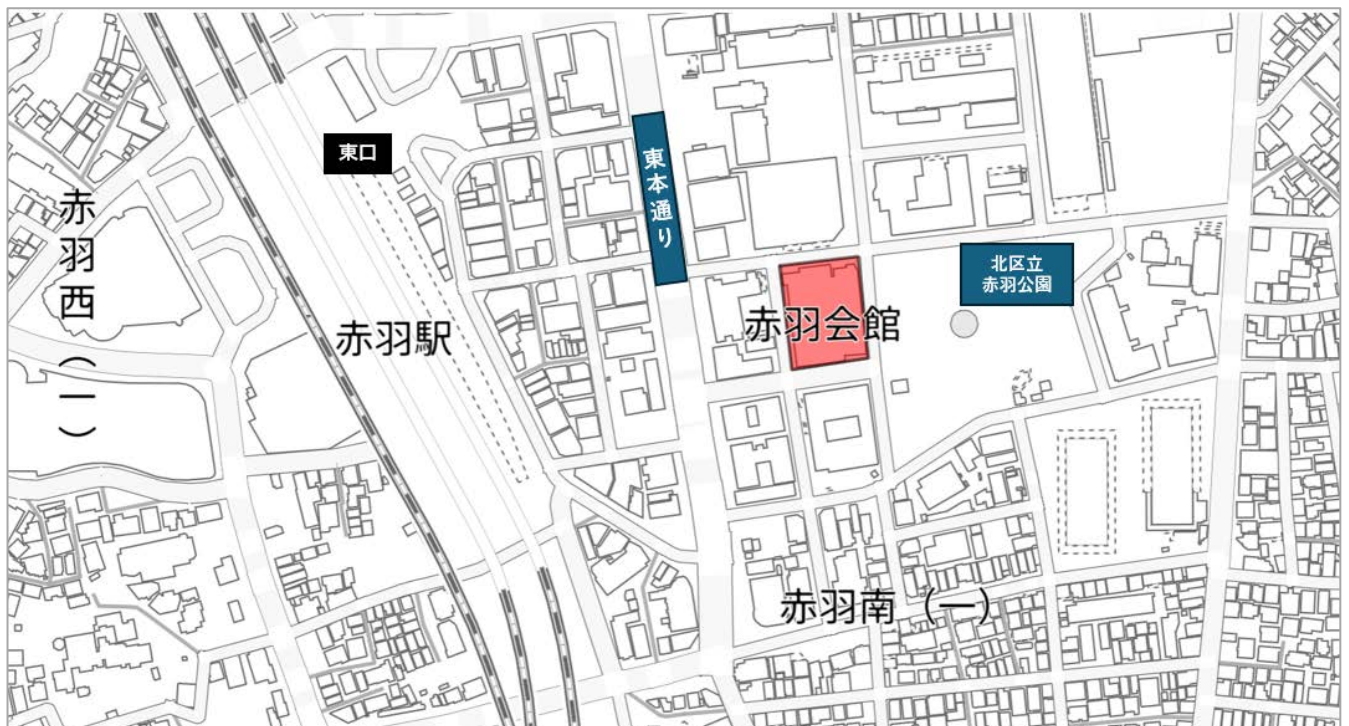 東口
東本通り
赤羽西（一）
北区立
赤羽公園
赤羽駅
赤羽会館
赤羽南（一）